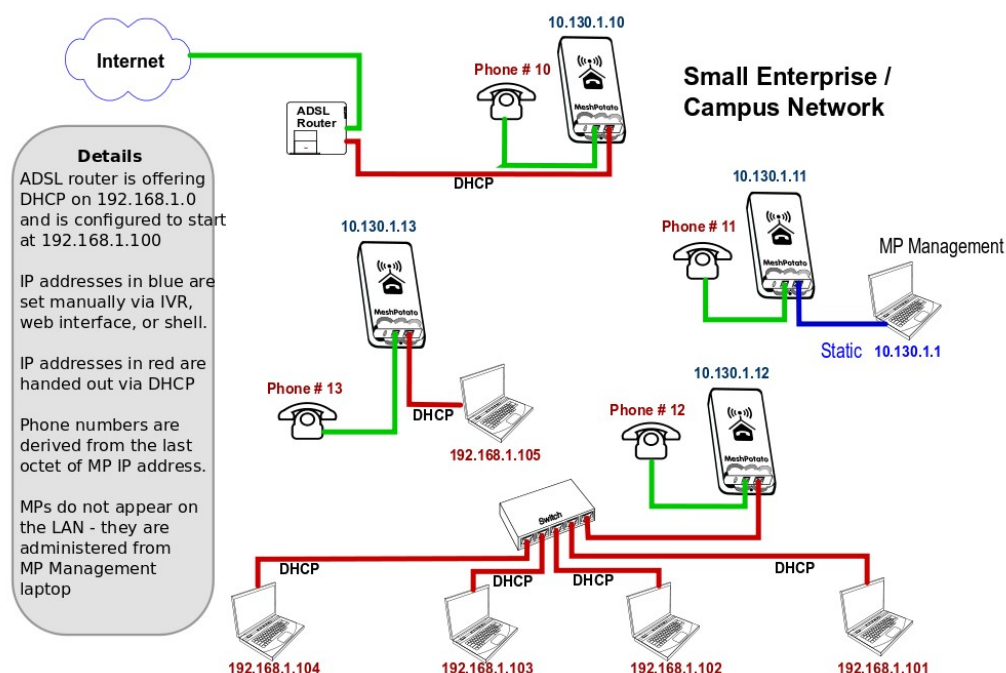 Internet
ADSL
Router
10.130.1.10
Phone # 10
MeshPotato
DHCP
Small Enterprise /
Campus Network
Details
ADSL router is offering
DHCP on 192.168.1.0
and is configured to start
at 192.168.1.100
IP addresses in blue are
set manually via IVR,
web interface, or shell.
IP addresses in red are
handed out via DHCP
Phone numbers are
derived from the last
octet of MP IP address.
MPs do not appear on
the LAN - they are
administered from
MP Management
laptop
10.130.1.11
Phone # 11
MeshPotato
MP Management
Static 10.130.1.1
10.130.1.13
MeshPotato
Phone # 13
DHCP
192.168.1.105
10.130.1.12
Phone # 12
MeshPotato
Switch
DHCP
DHCP
DHCP
DHCP
192.168.1.104
192.168.1.103
192.168.1.102
192.168.1.101